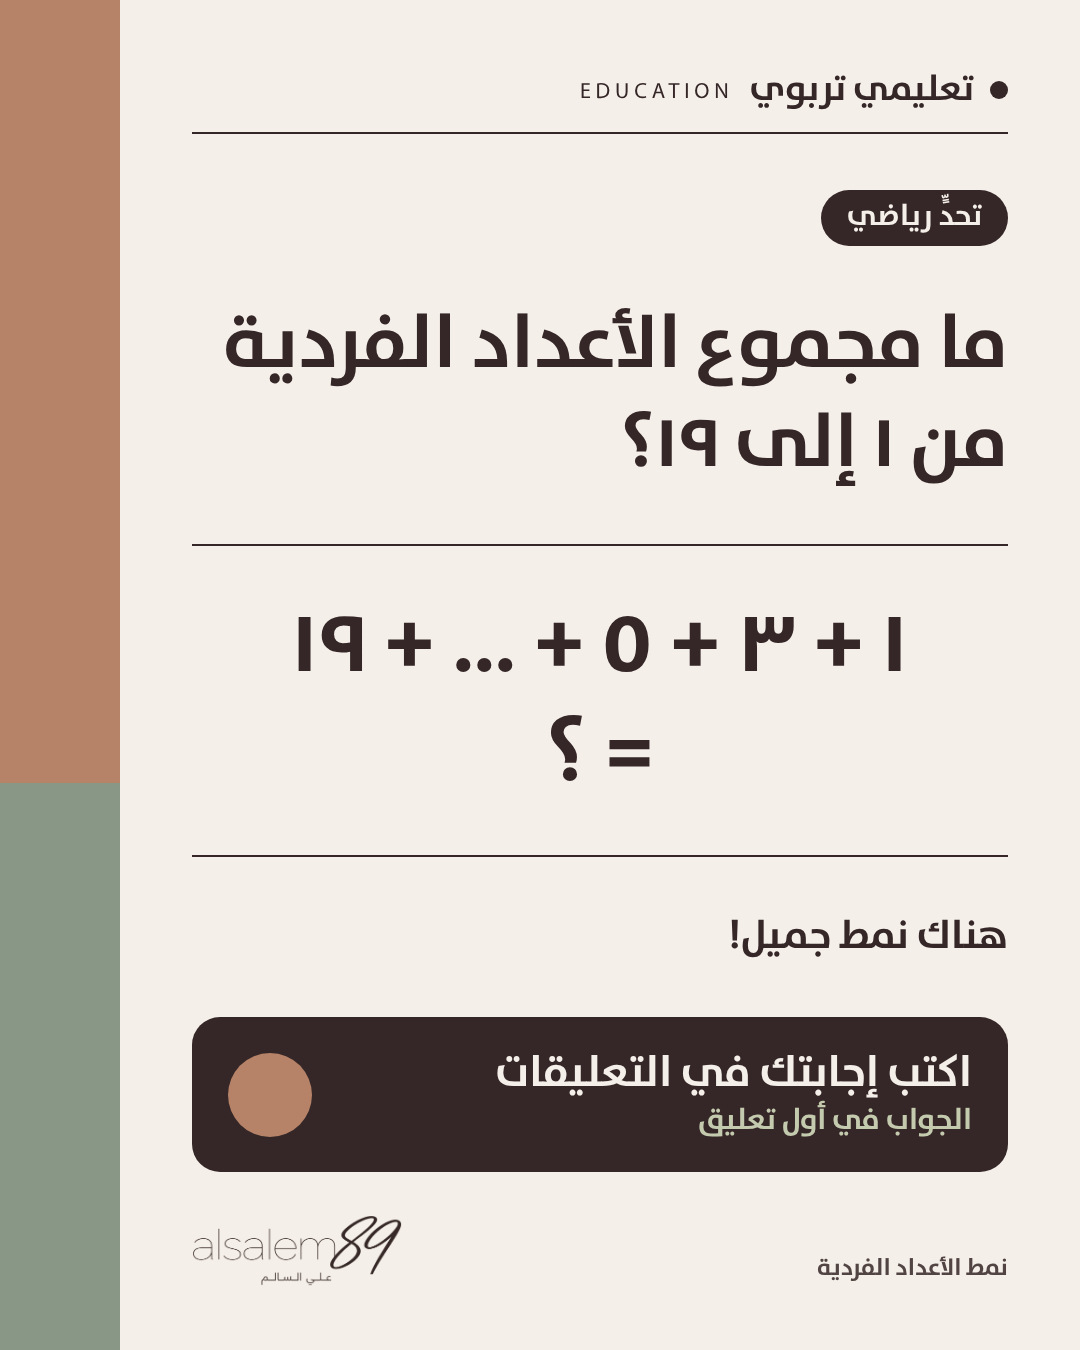 تعليمي تربوي EDUCATION
تحدٍّ رياضي
ما مجموع الأعداد الفردية
من ١ إلى ١٩؟
١ + ٣ + ٥ + ... + ١٩
= ؟
هناك نمط جميل!
اكتب إجابتك في التعليقات
الجواب في أول تعليق
نمط الأعداد الفردية
alsalem89
علي السالم